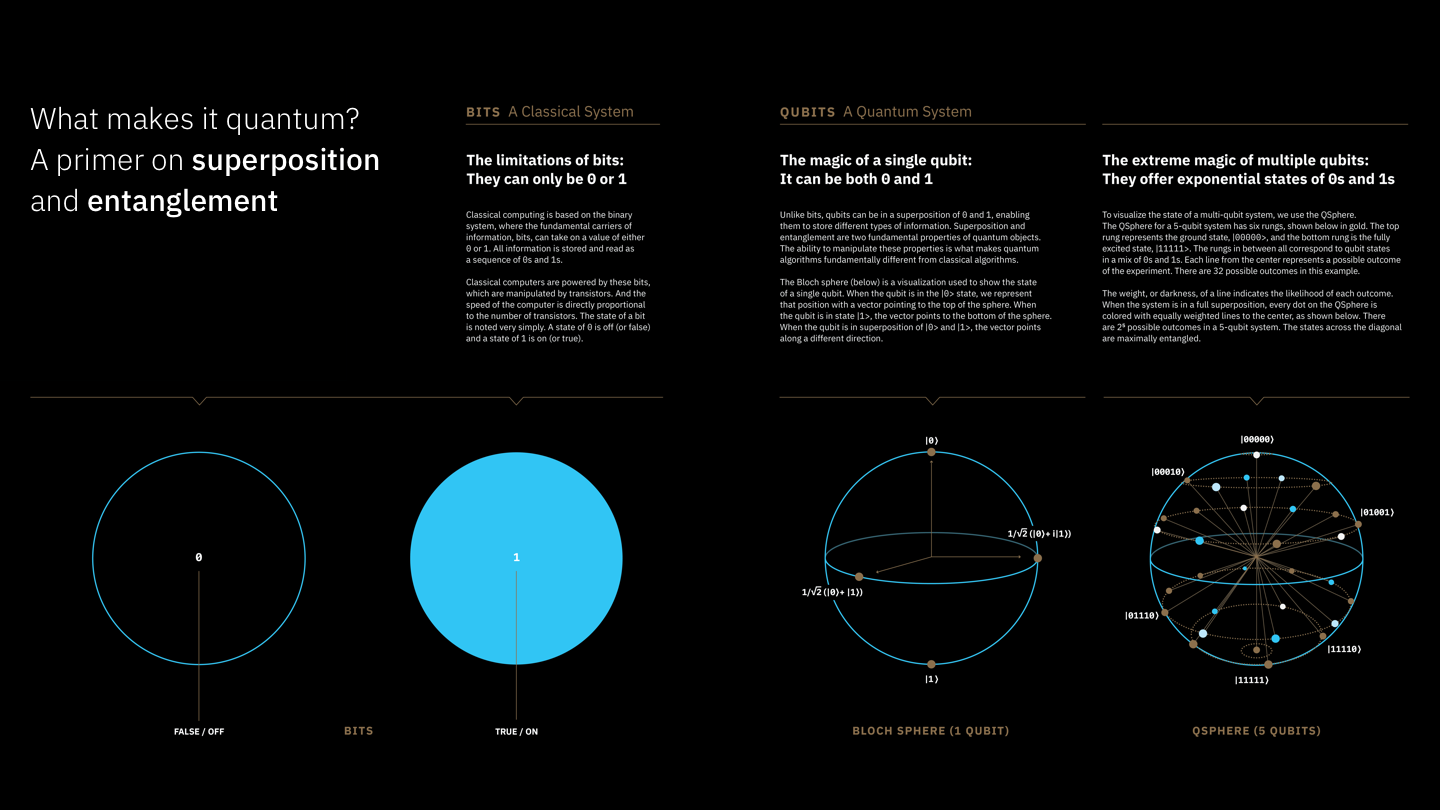 What makes it quantum?
A primer on superposition
and entanglement
BITS A Classical System
The limitations of bits:
They can only be 0 or 1
Classical computing is based on the binary
system, where the fundamental carriers of
information, bits, can take on a value of either
0 or 1. All information is stored and read as
a sequence of 0s and 1s.
Classical computers are powered by these bits,
which are manipulated by transistors. And the
speed of the computer is directly proportional
to the number of transistors. The state of a bit
is noted very simply. A state of 0 is off (or false)
and a state of 1 is on (or true).
QUBITS A Quantum System
The magic of a single qubit:
It can be both 0 and 1
Unlike bits, qubits can be in a superposition of 0 and 1, enabling
them to store different types of information. Superposition and
entanglement are two fundamental properties of quantum objects.
The ability to manipulate these properties is what makes quantum
algorithms fundamentally different from classical algorithms.
The Bloch sphere (below) is a visualization used to show the state
of a single qubit. When the qubit is in the |0> state, we represent
that position with a vector pointing to the top of the sphere. When
the qubit is in state |1>, the vector points to the bottom of the sphere.
When the qubit is in superposition of |0> and |1>, the vector points
along a different direction.
The extreme magic of multiple qubits:
They offer exponential states of 0s and 1s
To visualize the state of a multi-qubit system, we use the QSphere.
The QSphere for a 5-qubit system has six rungs, shown below in gold. The top
rung represents the ground state, |00000>, and the bottom rung is the fully
excited state, |11111>. The rungs in between all correspond to qubit states
in a mix of 0s and 1s. Each line from the center represents a possible outcome
of the experiment. There are 32 possible outcomes in this example.
The weight, or darkness, of a line indicates the likelihood of each outcome.
When the system is in a full superposition, every dot on the QSphere is
colored with equally weighted lines to the center, as shown below. There
are 2⁵ possible outcomes in a 5-qubit system. The states across the diagonal
are maximally entangled.
0
FALSE / OFF
BITS
1
TRUE / ON
|0⟩
1/√2 (|0⟩+ i|1⟩)
1/√2 (|0⟩+ |1⟩)
|1⟩
BLOCH SPHERE (1 QUBIT)
|00000⟩
|00010⟩
|01001⟩
|01110⟩
|11110⟩
|11111⟩
QSPHERE (5 QUBITS)